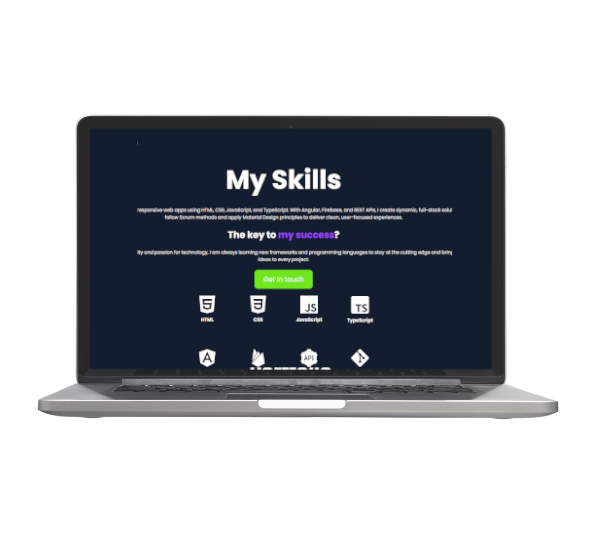 My Skills
responsive web apps using HTML, CSS, JavaScript, and TypeScript. With Angular, Firebase, and REST APIs, I create dynamic, full-stack
follow Scrum methods and apply Material Design principles to deliver clean, user-focused experiences.
The key to my success?
and passion for technology, I am always learning new frameworks and programming languages to stay at the cutting edge and
ideas to every project.
Get in touch
5 3 JS TS
HTML CSS JavaScript TypeScript
A API